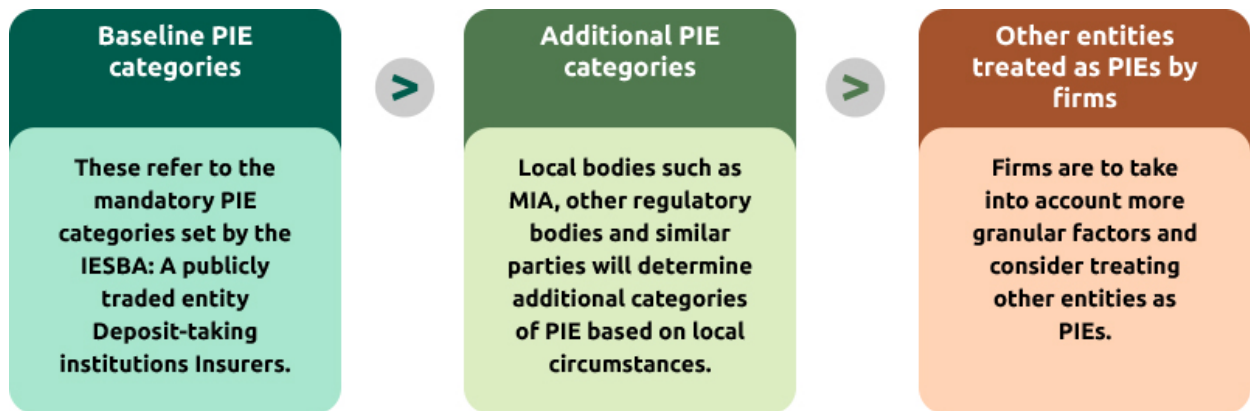 Baseline PIE
categories
These refer to the
mandatory PIE
categories set by the
IESBA: A publicly
traded entity
Deposit-taking
institutions Insurers.
>
Additional PIE
categories
Local bodies such as
MIA, other regulatory
bodies and similar
parties will determine
additional categories
of PIE based on local
circumstances.
>
Other entities
treated as PIEs by
firms
Firms are to take
into account more
granular factors and
consider treating
other entities as
PIEs.